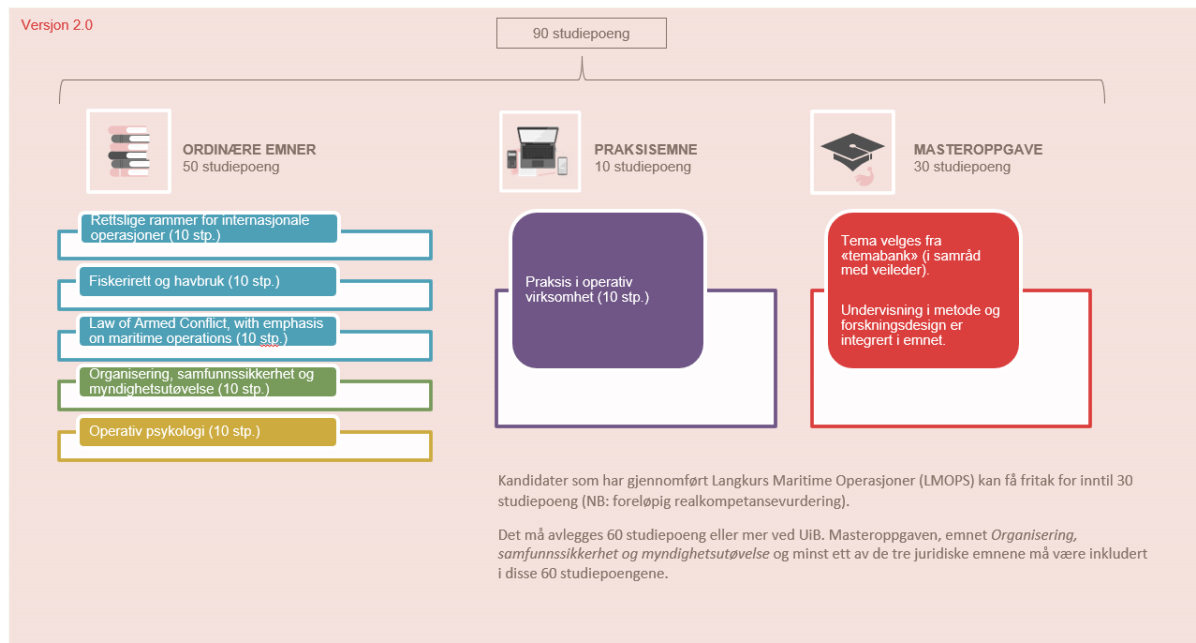 Versjon 2.0
90 studiepoeng
ORDINÆRE EMNER
50 studiepoeng
PRAKSISEMNE
10 studiepoeng
MASTEROPPGAVE
30 studiepoeng
Rettslige rammer for internasjonale
operasjoner (10 stp.)
Fiskerirett og havbruk (10 stp.)
Law of Armed Conflict, with emphasis
on maritime operations (10 stp.)
Organisering, samfunnssikkerhet og
myndighetsutøvelse (10 stp.)
Operativ psykologi (10 stp.)
Praksis i operativ
virksomhet (10 stp.)
Tema velges fra
«temabank» (i samråd
med veileder).
Undervisning i metode og
forskningsdesign er
integrert i emnet.
Kandidater som har gjennomført Langkurs Maritime Operasjoner (LMOPS) kan få fritak for inntil 30
studiepoeng (NB: foreløpig realkompetansevurdering).
Det må avlegges 60 studiepoeng eller mer ved UiB. Masteroppgaven, emnet Organisering,
samfunnssikkerhet og myndighetsutøvelse og minst ett av de tre juridiske emnene må være inkludert
i disse 60 studiepoengene.